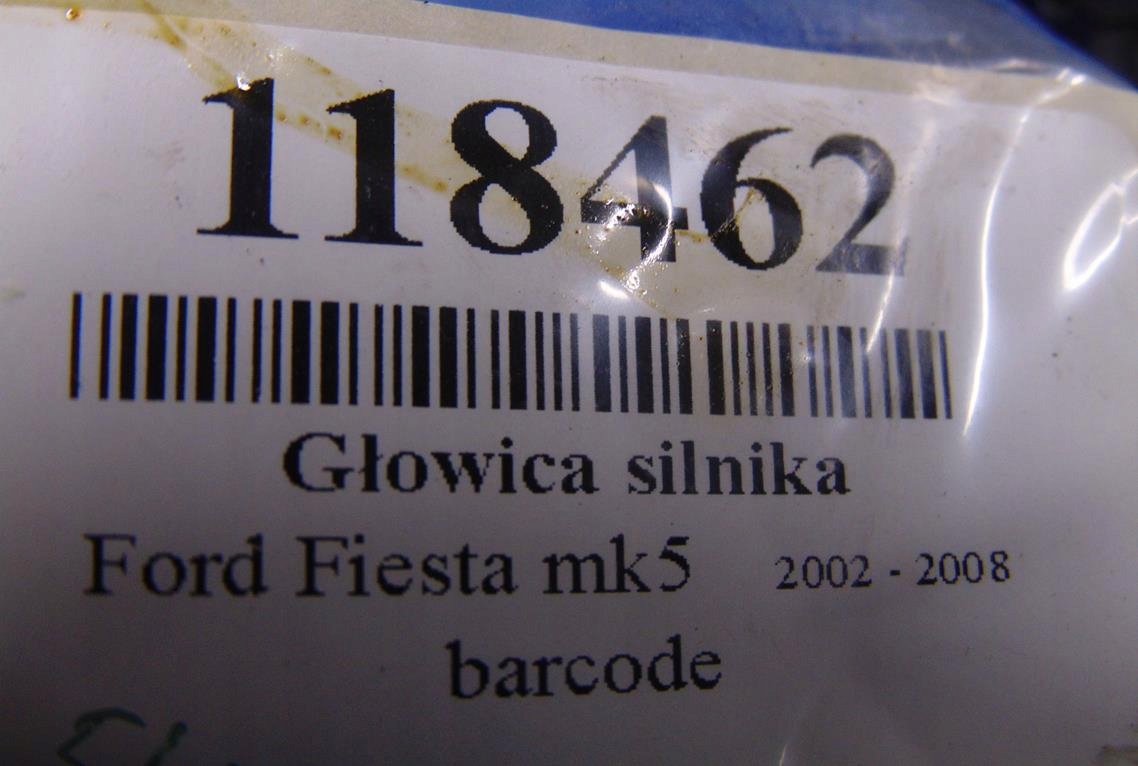 118462
Głowica silnika
Ford Fiesta mk5 2002 - 2008
barcode